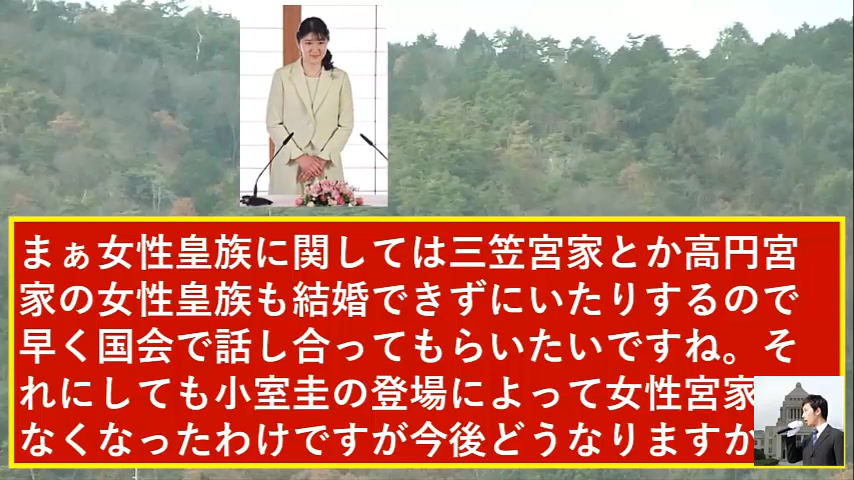 まぁ女性皇族に関しては三笠宮家とか高円宮
家の女性皇族も結婚できずにいたりするので
早く国会で話し合ってもらいたいですね。そ
れにしても小室圭の登場によって女性宮家
なくなったわけですが今後どうなりますか